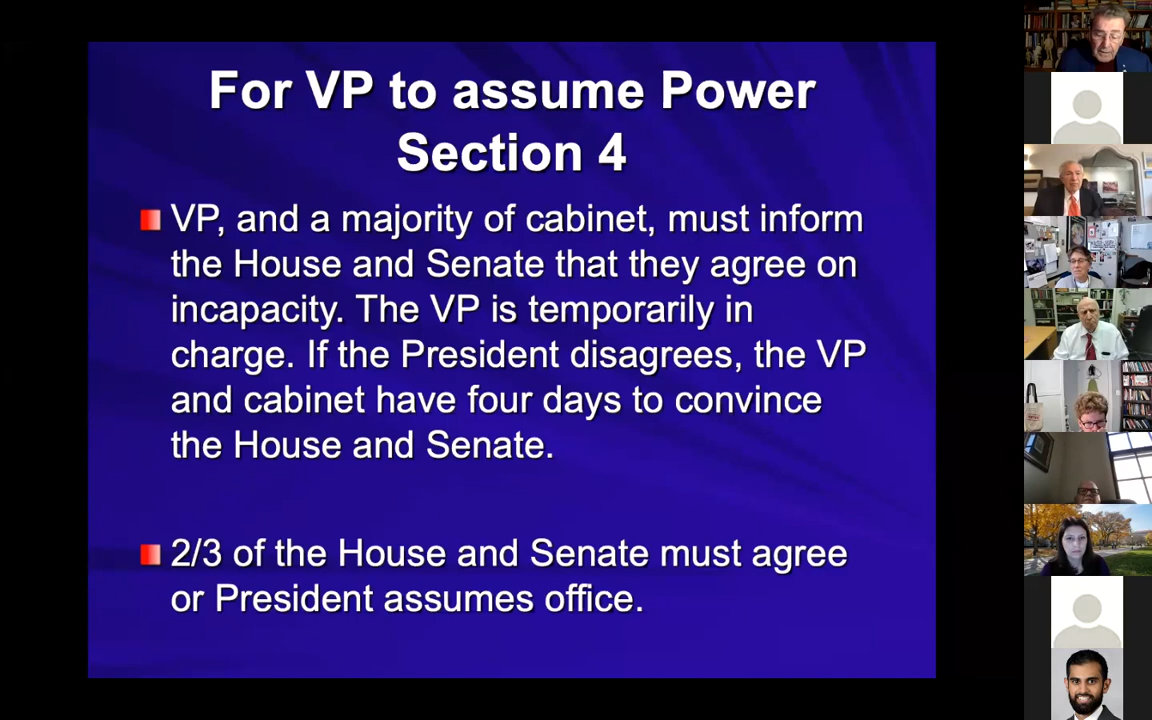 For VP to assume Power
Section 4
VP, and a majority of cabinet, must inform
the House and Senate that they agree on
incapacity. The VP is temporarily in
charge. If the President disagrees, the VP
and cabinet have four days to convince
the House and Senate.
2/3 of the House and Senate must agree
or President assumes office.